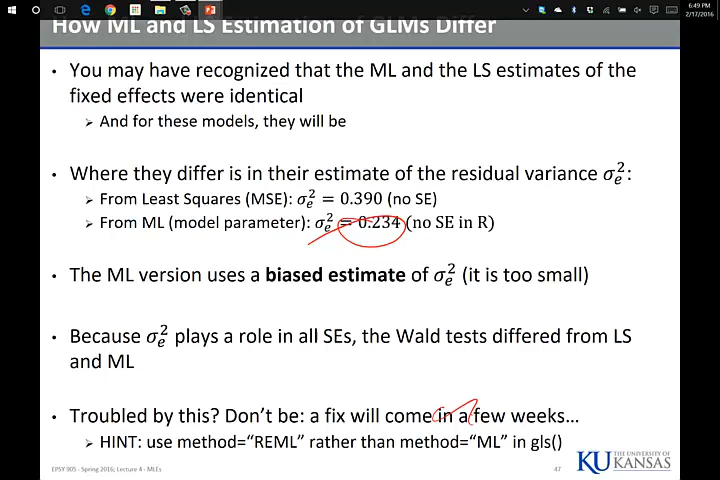 6:49 PM
2/17/2016
How ML and LS Estimation of GLMs Differ
• You may have recognized that the ML and the LS estimates of the
fixed effects were identical
➤ And for these models, they will be
• Where they differ is in their estimate of the residual variance σₑ²:
➤ From Least Squares (MSE): σₑ² = 0.390 (no SE)
➤ From ML (model parameter): σₑ² = 0.234 (no SE in R)
• The ML version uses a biased estimate of σₑ² (it is too small)
• Because σₑ² plays a role in all SEs, the Wald tests differed from LS
and ML
• Troubled by this? Don't be: a fix will come in a few weeks…
➤ HINT: use method="REML" rather than method="ML" in gls()
EPSY 905 - Spring 2016; Lecture 4 - MLEs
47
KU THE UNIVERSITY OF
KANSAS